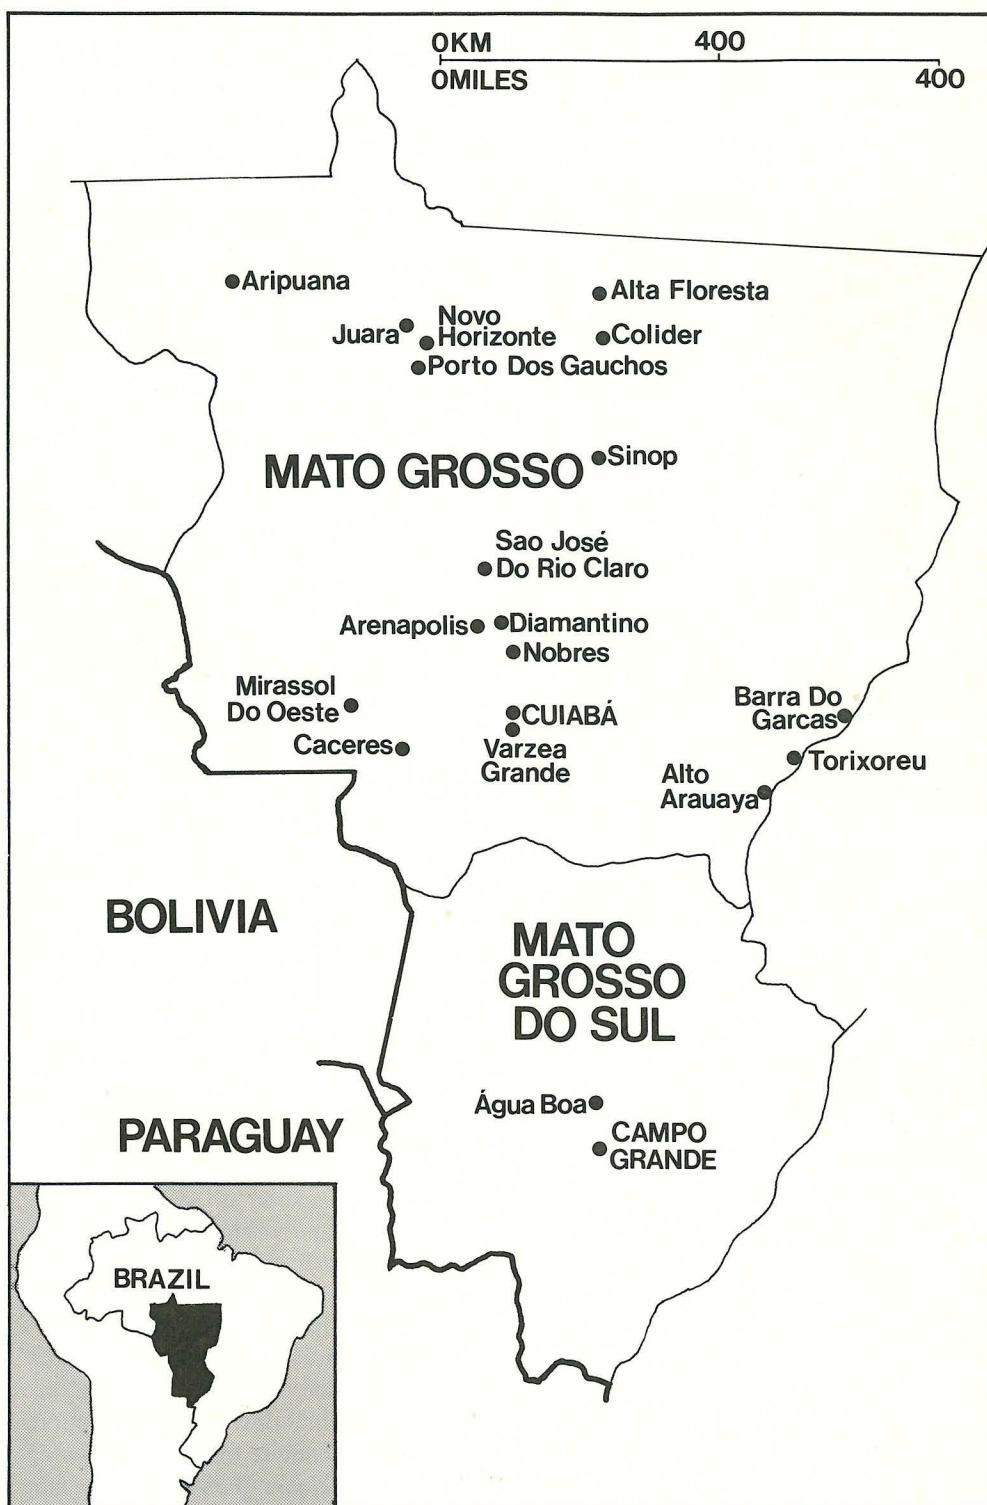 0KM 400
0MILES 400
Aripuana
Alta Floresta
Novo
Juara Horizonte
Colider
Porto Dos Gauchos
MATO GROSSO
Sinop
Sao José
Do Rio Claro
Arenapolis
Diamantino
Nobres
Mirassol
Do Oeste
Barra Do
Garcas
CUIABÁ
Caceres
Varzea
Grande
Torixoreu
Alto
Arauaya
BOLIVIA
MATO
GROSSO
DO SUL
Água Boa
PARAGUAY
CAMPO
GRANDE
BRAZIL